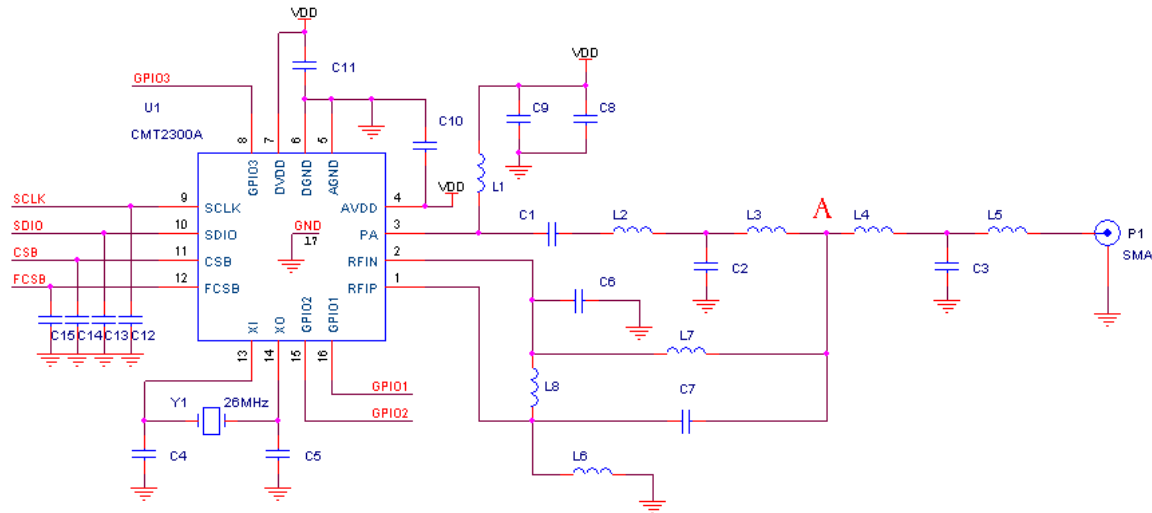 VDD
VDD
C11
GPIO3
U1
CMT2300A
C10
C9
C8
8
7
6
5
GPIO3
DVDD
DGND
AGND
L1
VDD
SCLK
9
SCLK
AVDD
4
SDIO
10
SDIO
GND
17
PA
3
C1
L2
L3
A
L4
L5
P1
SMA
CSB
11
CSB
RFIN
2
C2
C3
FCSB
12
FCSB
RFIP
1
C6
C15
C14
C13
C12
XI
XO
GPIO2
GPIO1
13
14
15
16
L7
L8
GPIO1
Y1
26MHz
GPIO2
C7
C4
C5
L6